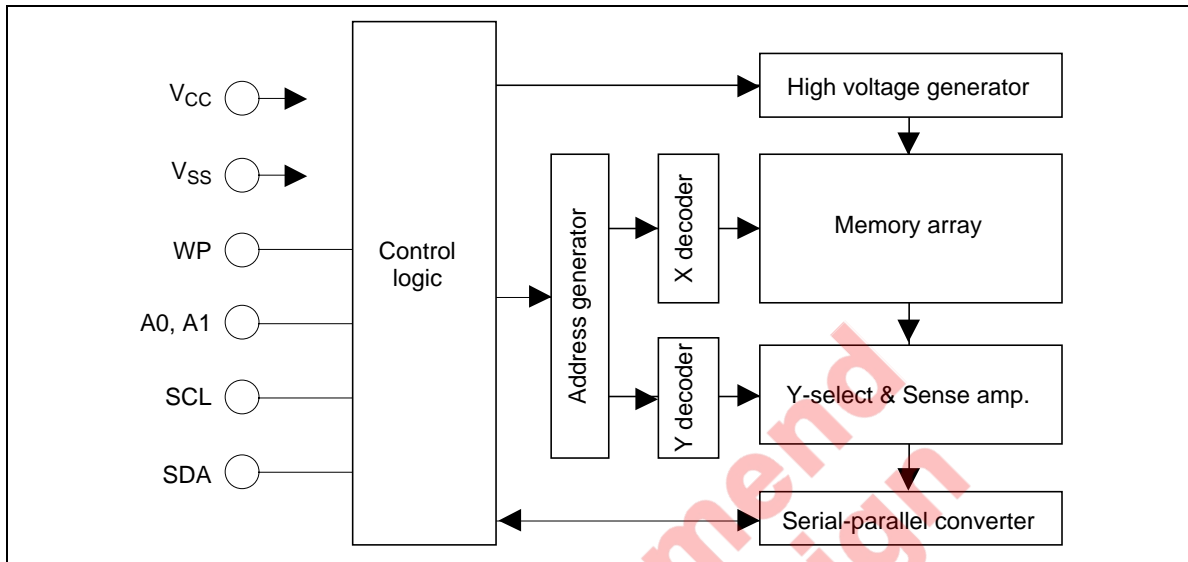 VCC
VSS
WP
A0, A1
SCL
SDA
Control
logic
Address generator
X decoder
Y decoder
High voltage generator
Memory array
Y-select & Sense amp.
Serial-parallel converter
mend
ign